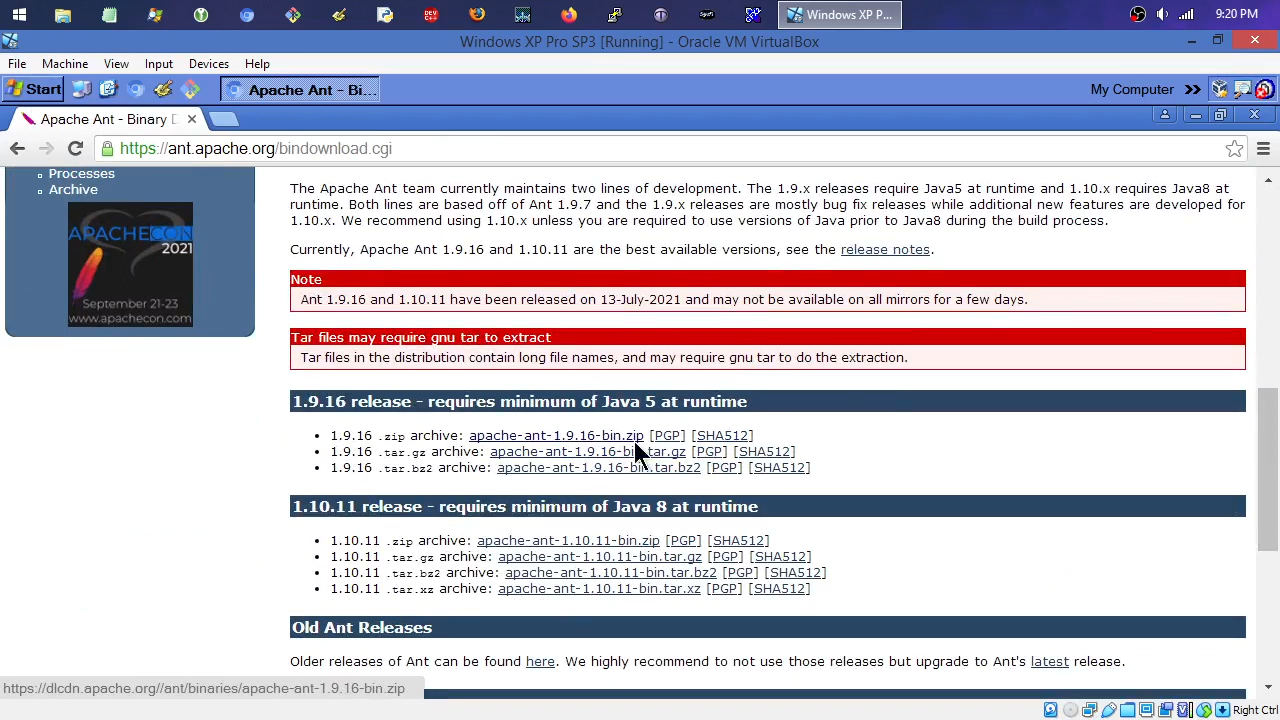 9:20 PM
Windows XP P...
Windows XP Pro SP3 [Running] - Oracle VM VirtualBox
File Machine View Input Devices Help
Start
Apache Ant - Bi...
My Computer
Apache Ant - Binary D
https://ant.apache.org/bindownload.cgi
Processes
Archive
APACHECON
2021
September 21-23
www.apachecon.com
The Apache Ant team currently maintains two lines of development. The 1.9.x releases require Java5 at runtime and 1.10.x requires Java8 at
runtime. Both lines are based off of Ant 1.9.7 and the 1.9.x releases are mostly bug fix releases while additional new features are developed for
1.10.x. We recommend using 1.10.x unless you are required to use versions of Java prior to Java8 during the build process.
Currently, Apache Ant 1.9.16 and 1.10.11 are the best available versions, see the release notes.
Note
Ant 1.9.16 and 1.10.11 have been released on 13-July-2021 and may not be available on all mirrors for a few days.
Tar files may require gnu tar to extract
Tar files in the distribution contain long file names, and may require gnu tar to do the extraction.
1.9.16 release - requires minimum of Java 5 at runtime
1.9.16 .zip archive: apache-ant-1.9.16-bin.zip [PGP] [SHA512]
1.9.16 .tar.gz archive: apache-ant-1.9.16-bin.tar.gz [PGP] [SHA512]
1.9.16 .tar.bz2 archive: apache-ant-1.9.16-bin.tar.bz2 [PGP] [SHA512]
1.10.11 release - requires minimum of Java 8 at runtime
1.10.11 .zip archive: apache-ant-1.10.11-bin.zip [PGP] [SHA512]
1.10.11 .tar.gz archive: apache-ant-1.10.11-bin.tar.gz [PGP] [SHA512]
1.10.11 .tar.bz2 archive: apache-ant-1.10.11-bin.tar.bz2 [PGP] [SHA512]
1.10.11 .tar.xz archive: apache-ant-1.10.11-bin.tar.xz [PGP] [SHA512]
Old Ant Releases
Older releases of Ant can be found here. We highly recommend to not use those releases but upgrade to Ant's latest release.
https://dlcdn.apache.org//ant/binaries/apache-ant-1.9.16-bin.zip
Right Ctrl